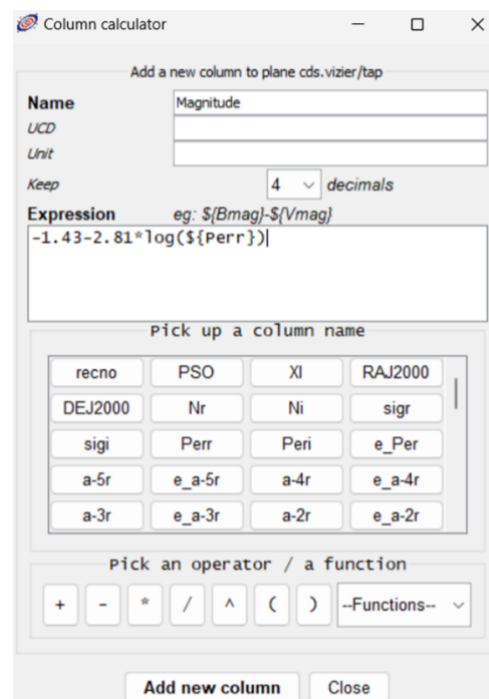 Column calculator
Add a new column to plane cds.vizier/tap
Name Magnitude
UCD
Unit
Keep 4 decimals
Expression eg: ${Bmag}-${Vmag}
-1.43-2.81*log(${Perr})
Pick up a column name
recno PSO XI RAJ2000
DEJ2000 Nr Ni sigr
sigi Perr Peri e_Per
a-5r e_a-5r a-4r e_a-4r
a-3r e_a-3r a-2r e_a-2r
Pick an operator / a function
+ - * / ^ ( ) --Functions--
Add new column Close